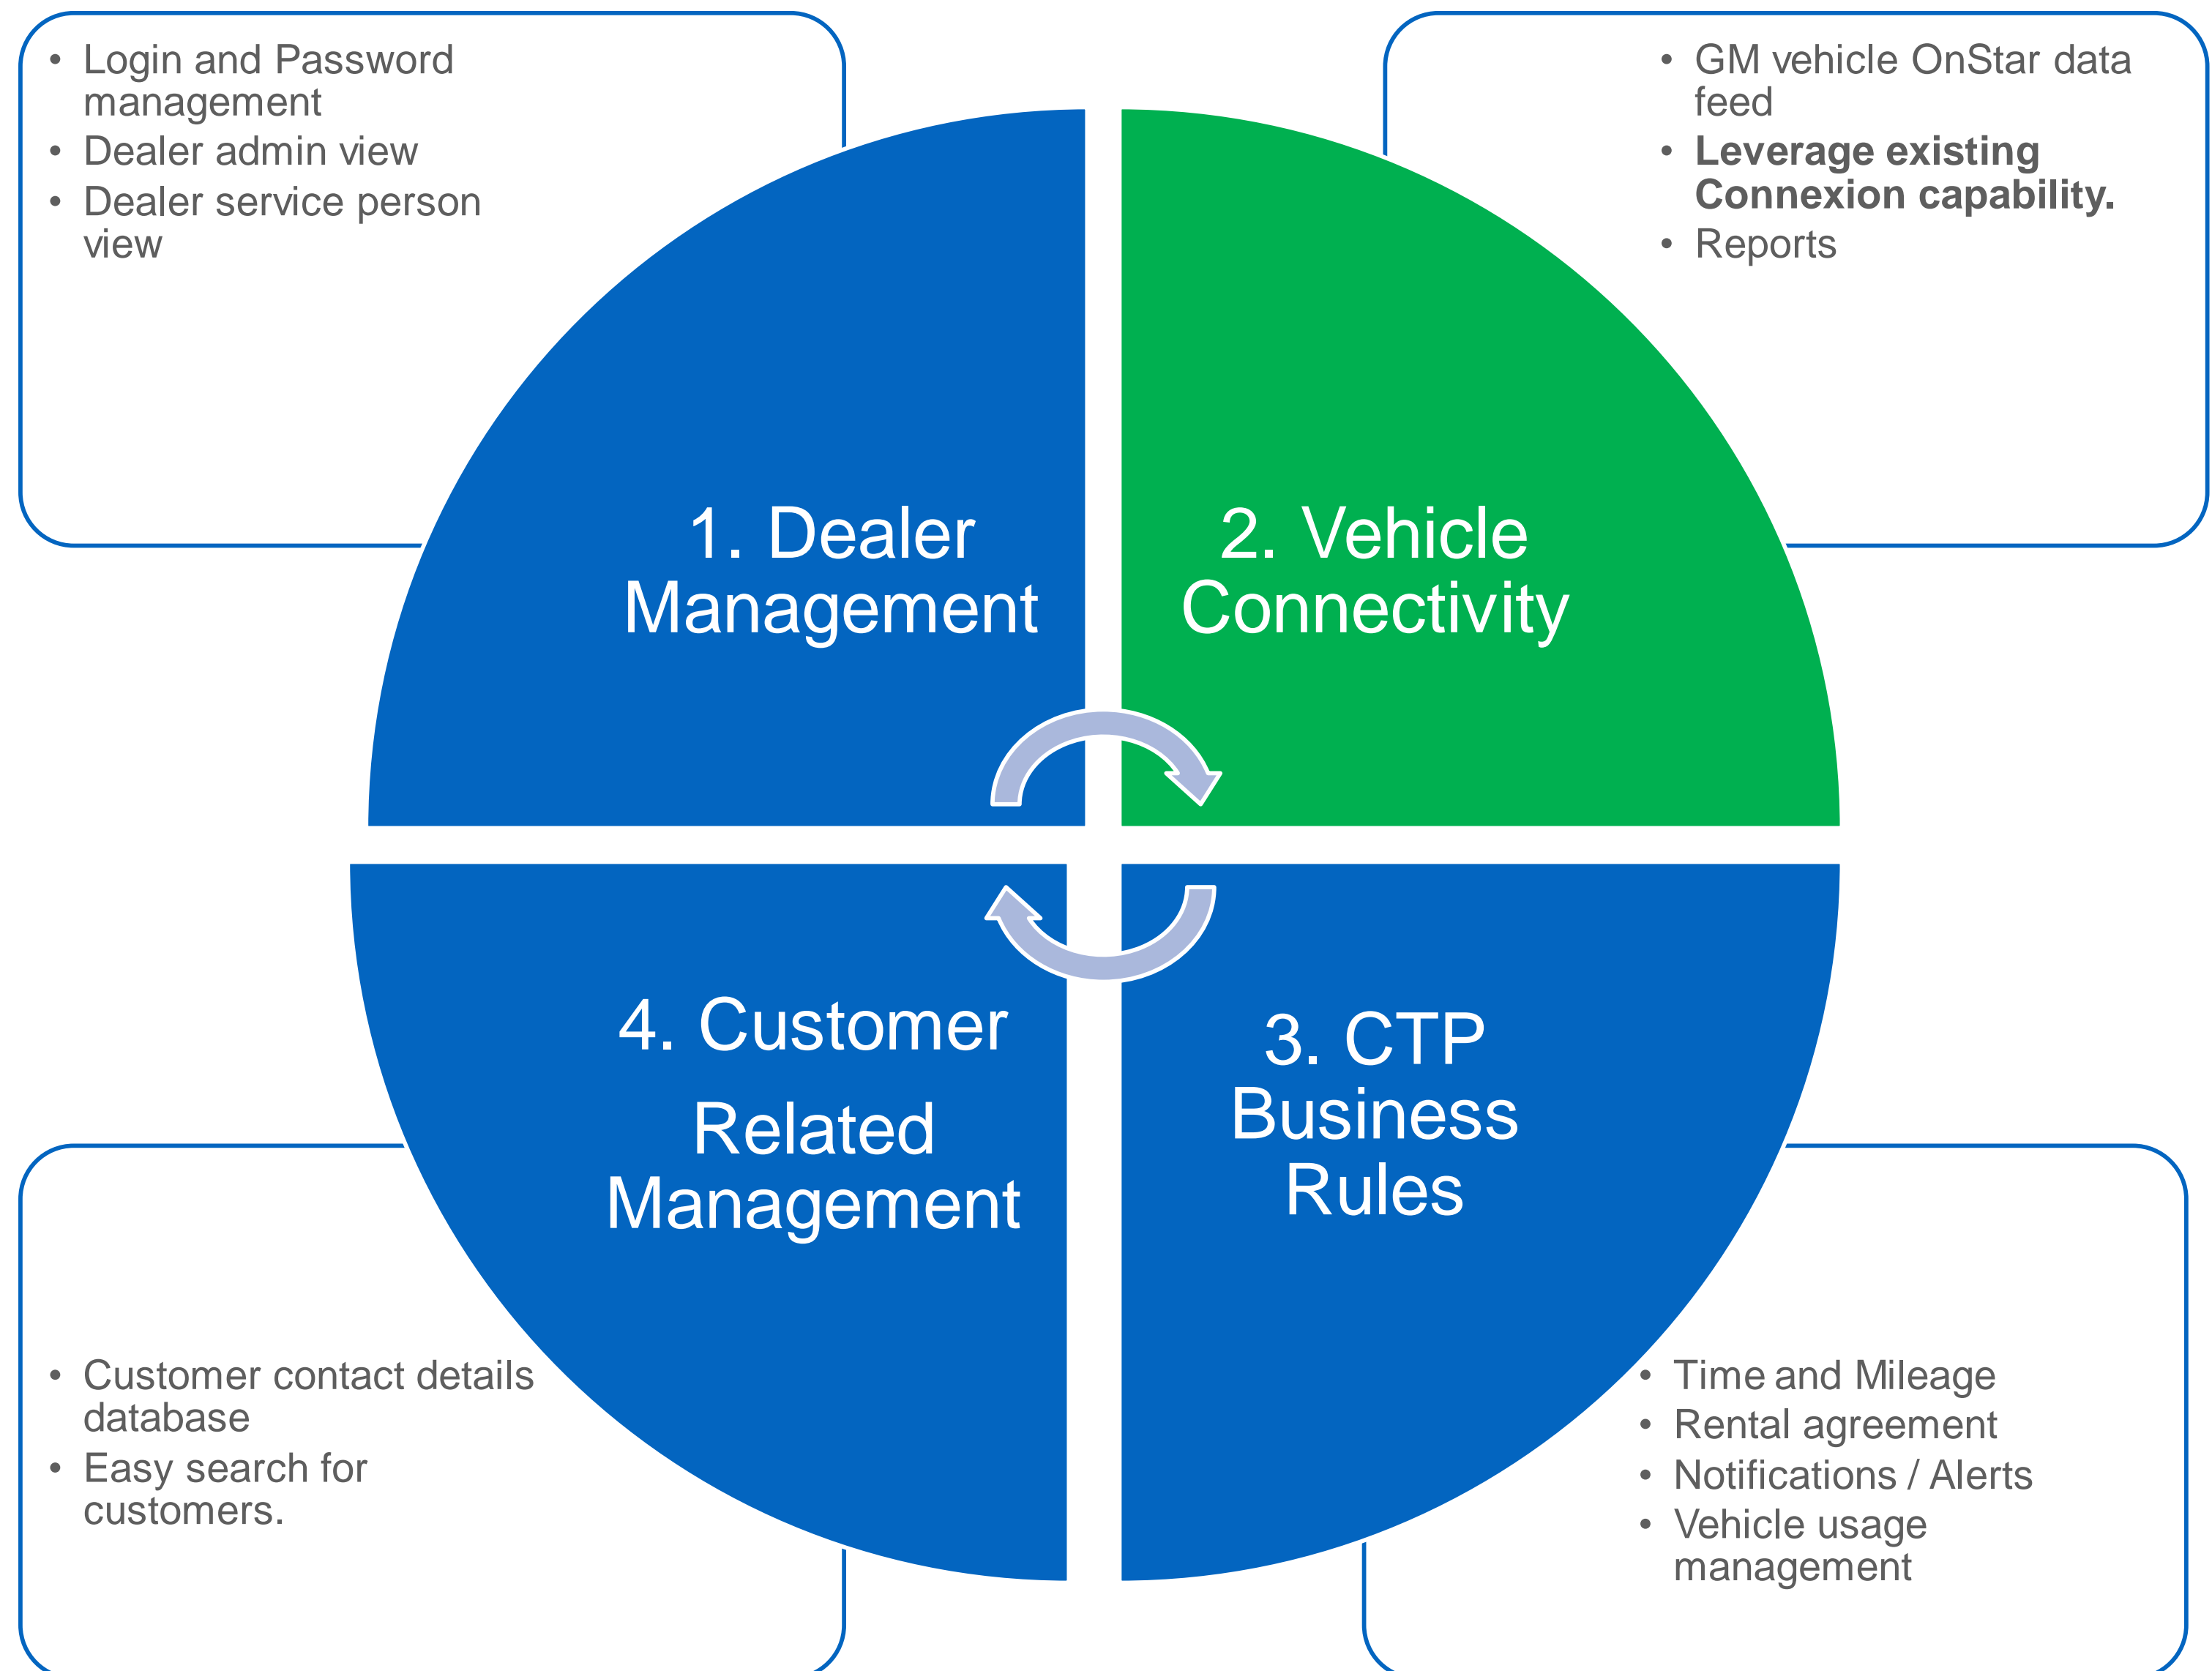 • Login and Password
management
• Dealer admin view
• Dealer service person
view
• GM vehicle OnStar data
feed
• Leverage existing
Connexion capability.
• Reports
1. Dealer
Management
2. Vehicle
Connectivity
4. Customer
Related
Management
3. CTP
Business
Rules
• Customer contact details
database
• Easy search for
customers.
• Time and Mileage
• Rental agreement
• Notifications / Alerts
• Vehicle usage
management